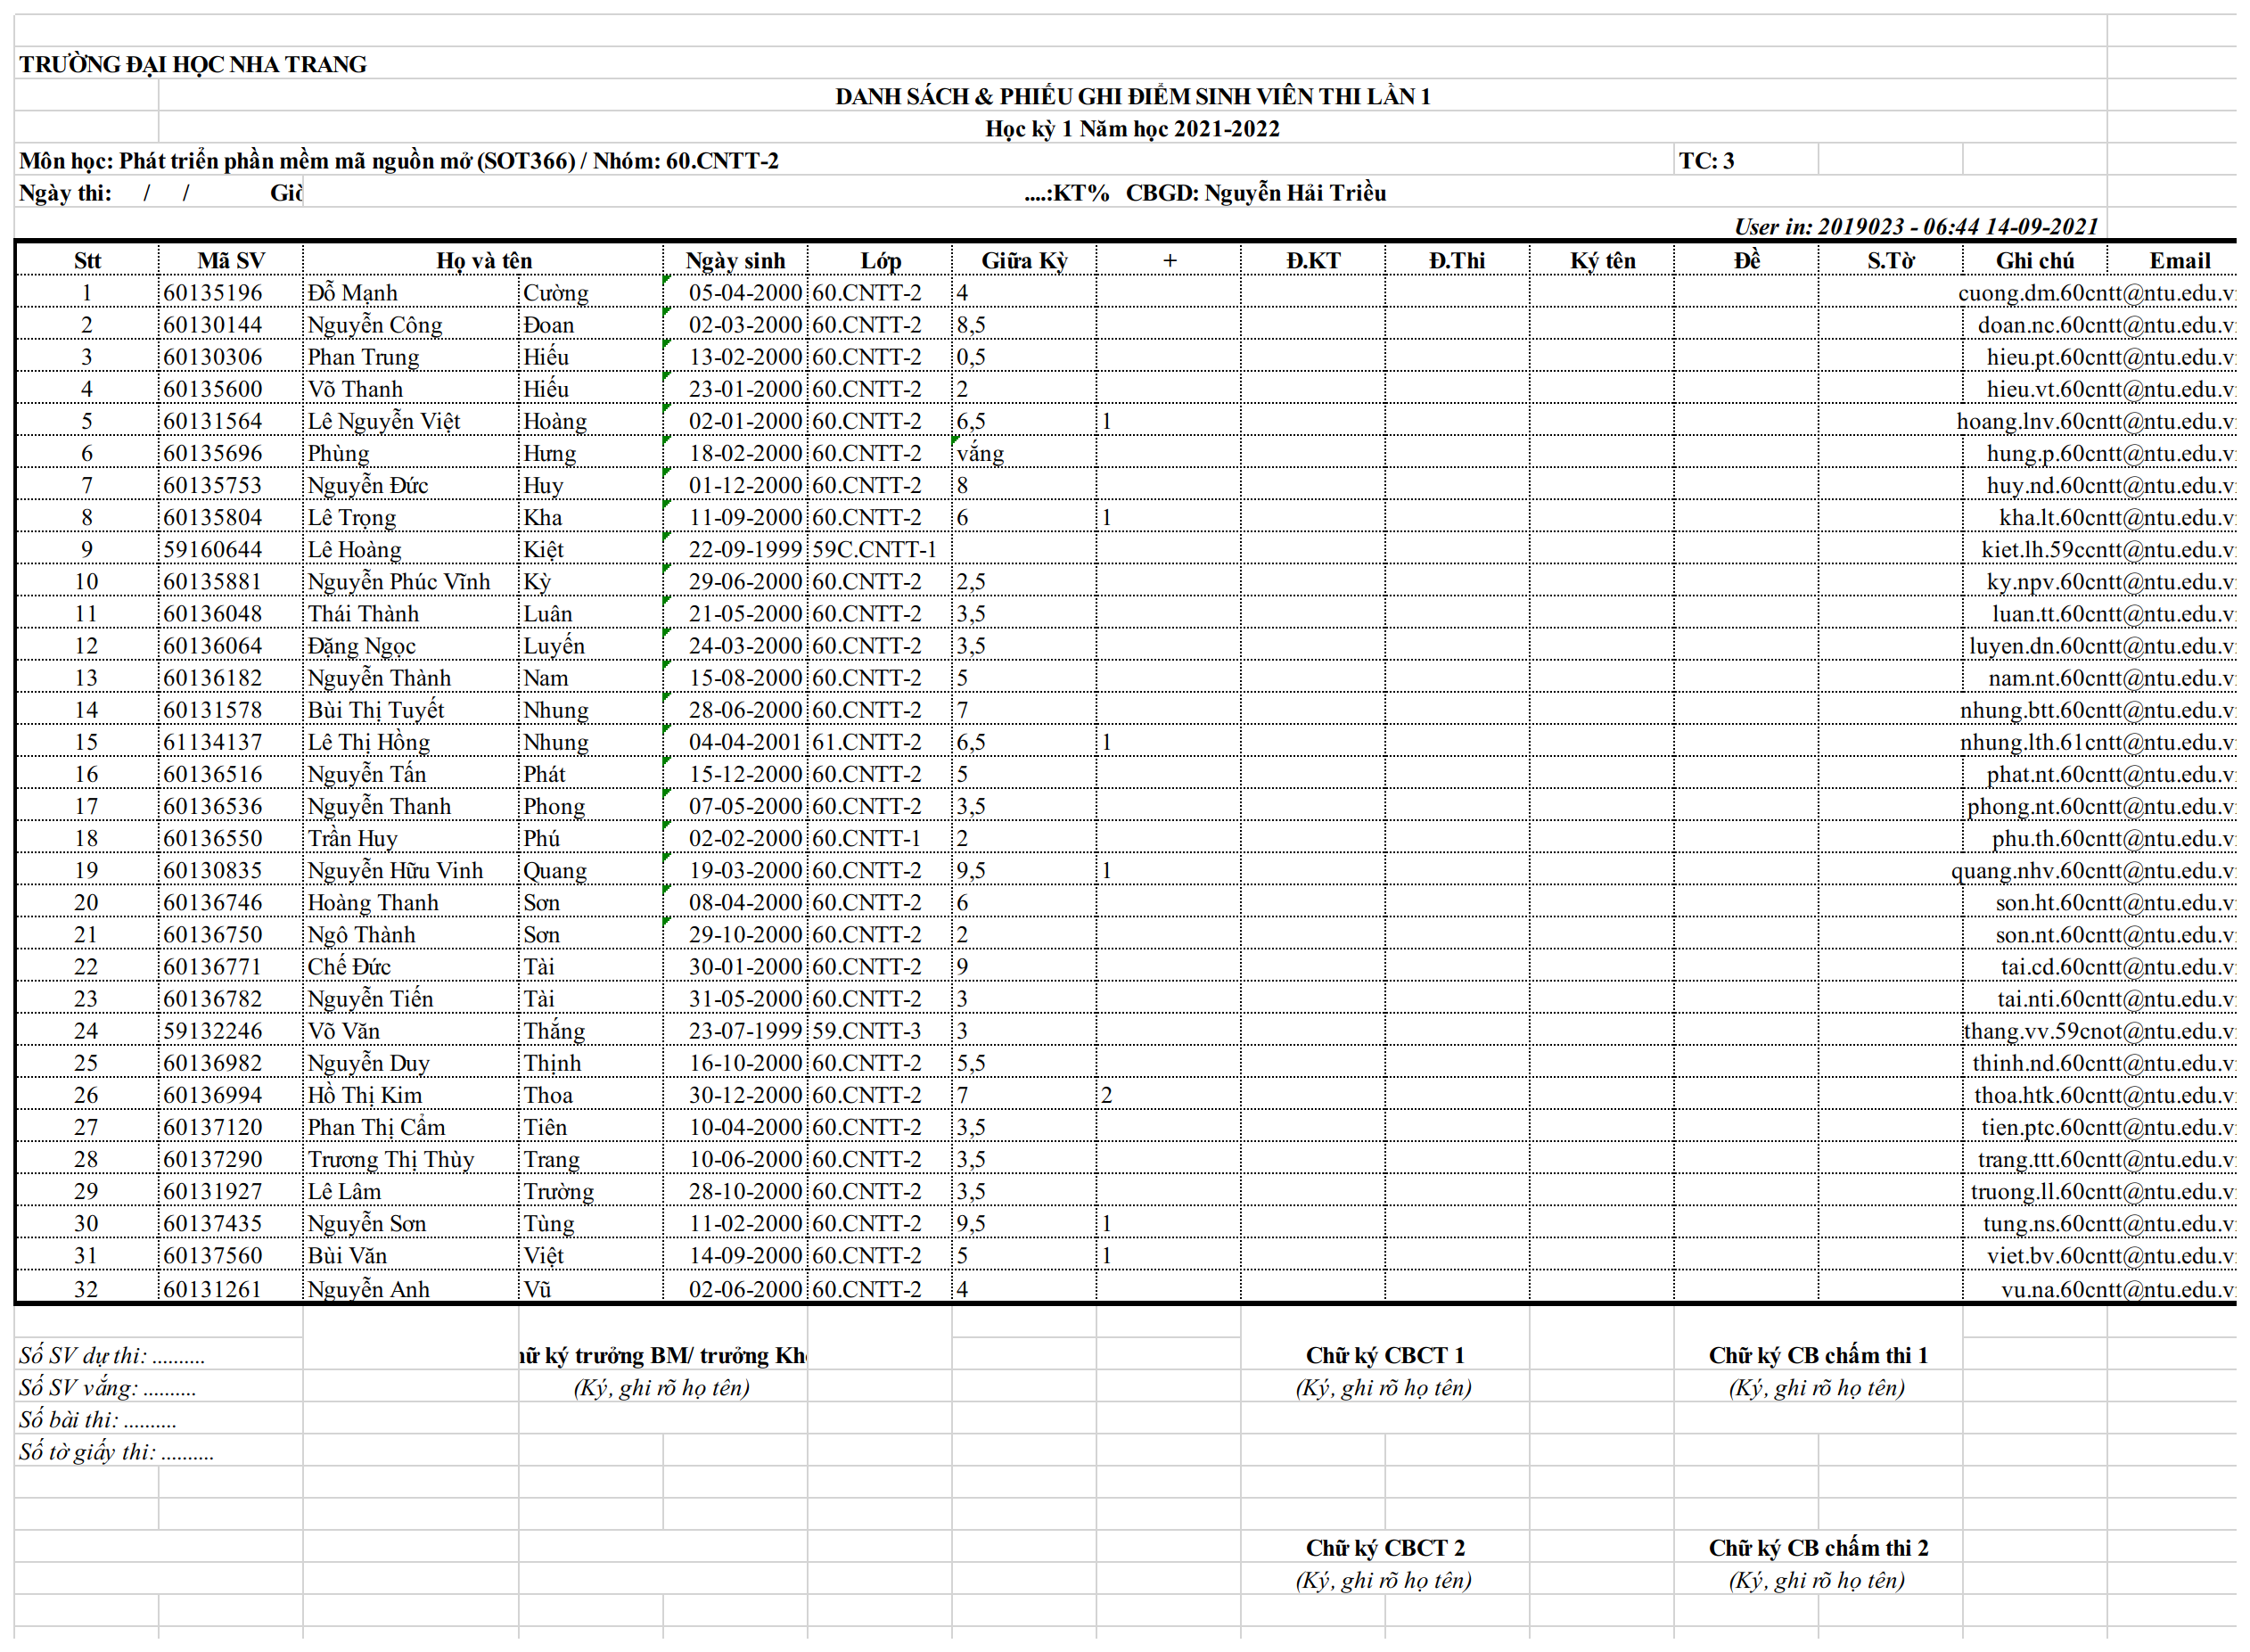 TRƯỜNG ĐẠI HỌC NHA TRANG
DANH SÁCH & PHIẾU GHI ĐIỂM SINH VIÊN THI LẦN 1
Học kỳ 1 Năm học 2021-2022
Môn học: Phát triển phần mềm mã nguồn mở (SOT366) / Nhóm: 60.CNTT-2 TC: 3
Ngày thi: / / Giờ ....:KT% CBGD: Nguyễn Hải Triều
User in: 2019023 - 06:44 14-09-2021
Stt Mã SV Họ và tên Ngày sinh Lớp Giữa Kỳ + Đ.KT Đ.Thi Ký tên Đề S.Tờ Ghi chú Email
1 60135196 Đỗ Mạnh Cường 05-04-2000 60.CNTT-2 4 cuong.dm.60cntt@ntu.edu.v
2 60130144 Nguyễn Công Đoan 02-03-2000 60.CNTT-2 8,5 doan.nc.60cntt@ntu.edu.v
3 60130306 Phan Trung Hiếu 13-02-2000 60.CNTT-2 0,5 hieu.pt.60cntt@ntu.edu.v
4 60135600 Võ Thanh Hiếu 23-01-2000 60.CNTT-2 2 hieu.vt.60cntt@ntu.edu.v
5 60131564 Lê Nguyễn Việt Hoàng 02-01-2000 60.CNTT-2 6,5 1 hoang.lnv.60cntt@ntu.edu.v
6 60135696 Phùng Hưng 18-02-2000 60.CNTT-2 vắng hung.p.60cntt@ntu.edu.v
7 60135753 Nguyễn Đức Huy 01-12-2000 60.CNTT-2 8 huy.nd.60cntt@ntu.edu.v
8 60135804 Lê Trọng Kha 11-09-2000 60.CNTT-2 6 1 kha.lt.60cntt@ntu.edu.v
9 59160644 Lê Hoàng Kiệt 22-09-1999 59C.CNTT-1 kiet.lh.59ccntt@ntu.edu.v
10 60135881 Nguyễn Phúc Vĩnh Kỳ 29-06-2000 60.CNTT-2 2,5 ky.npv.60cntt@ntu.edu.v
11 60136048 Thái Thành Luân 21-05-2000 60.CNTT-2 3,5 luan.tt.60cntt@ntu.edu.v
12 60136064 Đặng Ngọc Luyến 24-03-2000 60.CNTT-2 3,5 luyen.dn.60cntt@ntu.edu.v
13 60136182 Nguyễn Thành Nam 15-08-2000 60.CNTT-2 5 nam.nt.60cntt@ntu.edu.v
14 60131578 Bùi Thị Tuyết Nhung 28-06-2000 60.CNTT-2 7 nhung.btt.60cntt@ntu.edu.v
15 61134137 Lê Thị Hồng Nhung 04-04-2001 61.CNTT-2 6,5 1 nhung.lth.61cntt@ntu.edu.v
16 60136516 Nguyễn Tấn Phát 15-12-2000 60.CNTT-2 5 phat.nt.60cntt@ntu.edu.v
17 60136536 Nguyễn Thanh Phong 07-05-2000 60.CNTT-2 3,5 phong.nt.60cntt@ntu.edu.v
18 60136550 Trần Huy Phú 02-02-2000 60.CNTT-1 2 phu.th.60cntt@ntu.edu.v
19 60130835 Nguyễn Hữu Vinh Quang 19-03-2000 60.CNTT-2 9,5 1 quang.nhv.60cntt@ntu.edu.v
20 60136746 Hoàng Thanh Sơn 08-04-2000 60.CNTT-2 6 son.ht.60cntt@ntu.edu.v
21 60136750 Ngô Thành Sơn 29-10-2000 60.CNTT-2 2 son.nt.60cntt@ntu.edu.v
22 60136771 Chế Đức Tài 30-01-2000 60.CNTT-2 9 tai.cd.60cntt@ntu.edu.v
23 60136782 Nguyễn Tiến Tài 31-05-2000 60.CNTT-2 3 tai.nti.60cntt@ntu.edu.v
24 59132246 Võ Văn Thắng 23-07-1999 59.CNTT-3 3 thang.vv.59cnot@ntu.edu.v
25 60136982 Nguyễn Duy Thịnh 16-10-2000 60.CNTT-2 5,5 thinh.nd.60cntt@ntu.edu.v
26 60136994 Hồ Thị Kim Thoa 30-12-2000 60.CNTT-2 7 2 thoa.htk.60cntt@ntu.edu.v
27 60137120 Phan Thị Cẩm Tiên 10-04-2000 60.CNTT-2 3,5 tien.ptc.60cntt@ntu.edu.v
28 60137290 Trương Thị Thùy Trang 10-06-2000 60.CNTT-2 3,5 trang.ttt.60cntt@ntu.edu.v
29 60131927 Lê Lâm Trường 28-10-2000 60.CNTT-2 3,5 truong.ll.60cntt@ntu.edu.v
30 60137435 Nguyễn Sơn Tùng 11-02-2000 60.CNTT-2 9,5 1 tung.ns.60cntt@ntu.edu.v
31 60137560 Bùi Văn Việt 14-09-2000 60.CNTT-2 5 1 viet.bv.60cntt@ntu.edu.v
32 60131261 Nguyễn Anh Vũ 02-06-2000 60.CNTT-2 4 vu.na.60cntt@ntu.edu.v
Số SV dự thi: .......... ữ ký trưởng BM/ trưởng Kh Chữ ký CBCT 1 Chữ ký CB chấm thi 1
Số SV vắng: .......... (Ký, ghi rõ họ tên) (Ký, ghi rõ họ tên) (Ký, ghi rõ họ tên)
Số bài thi: ..........
Số tờ giấy thi: ..........
Chữ ký CBCT 2 Chữ ký CB chấm thi 2
(Ký, ghi rõ họ tên) (Ký, ghi rõ họ tên)